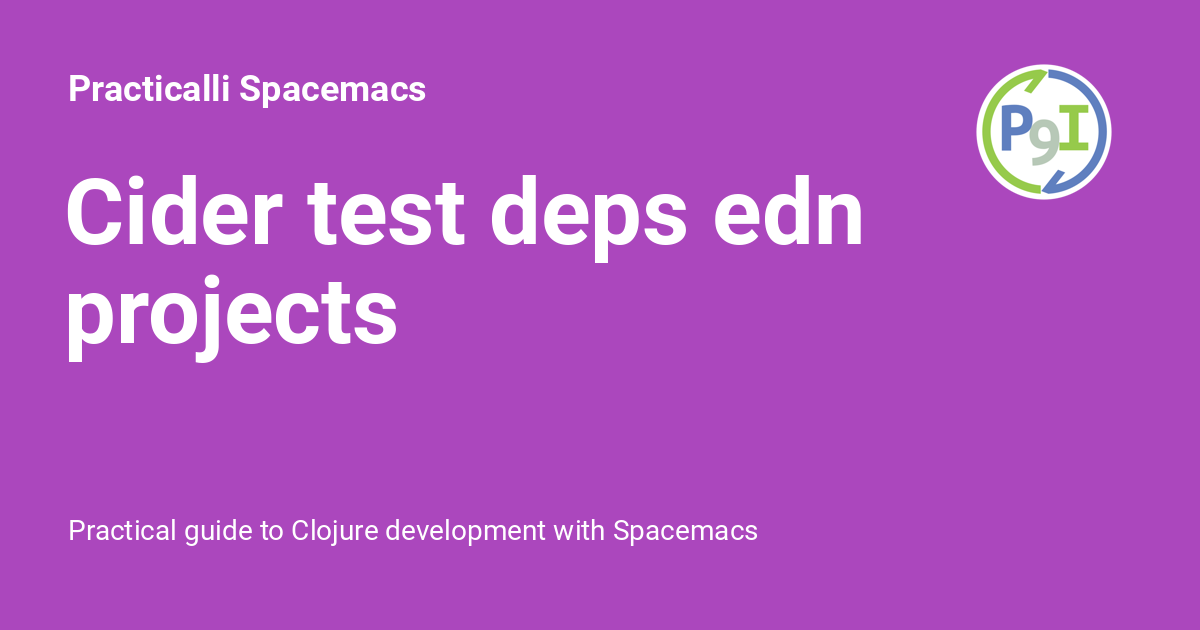 Practicalli Spacemacs
P9I
Cider test deps edn
projects
Practical guide to Clojure development with Spacemacs